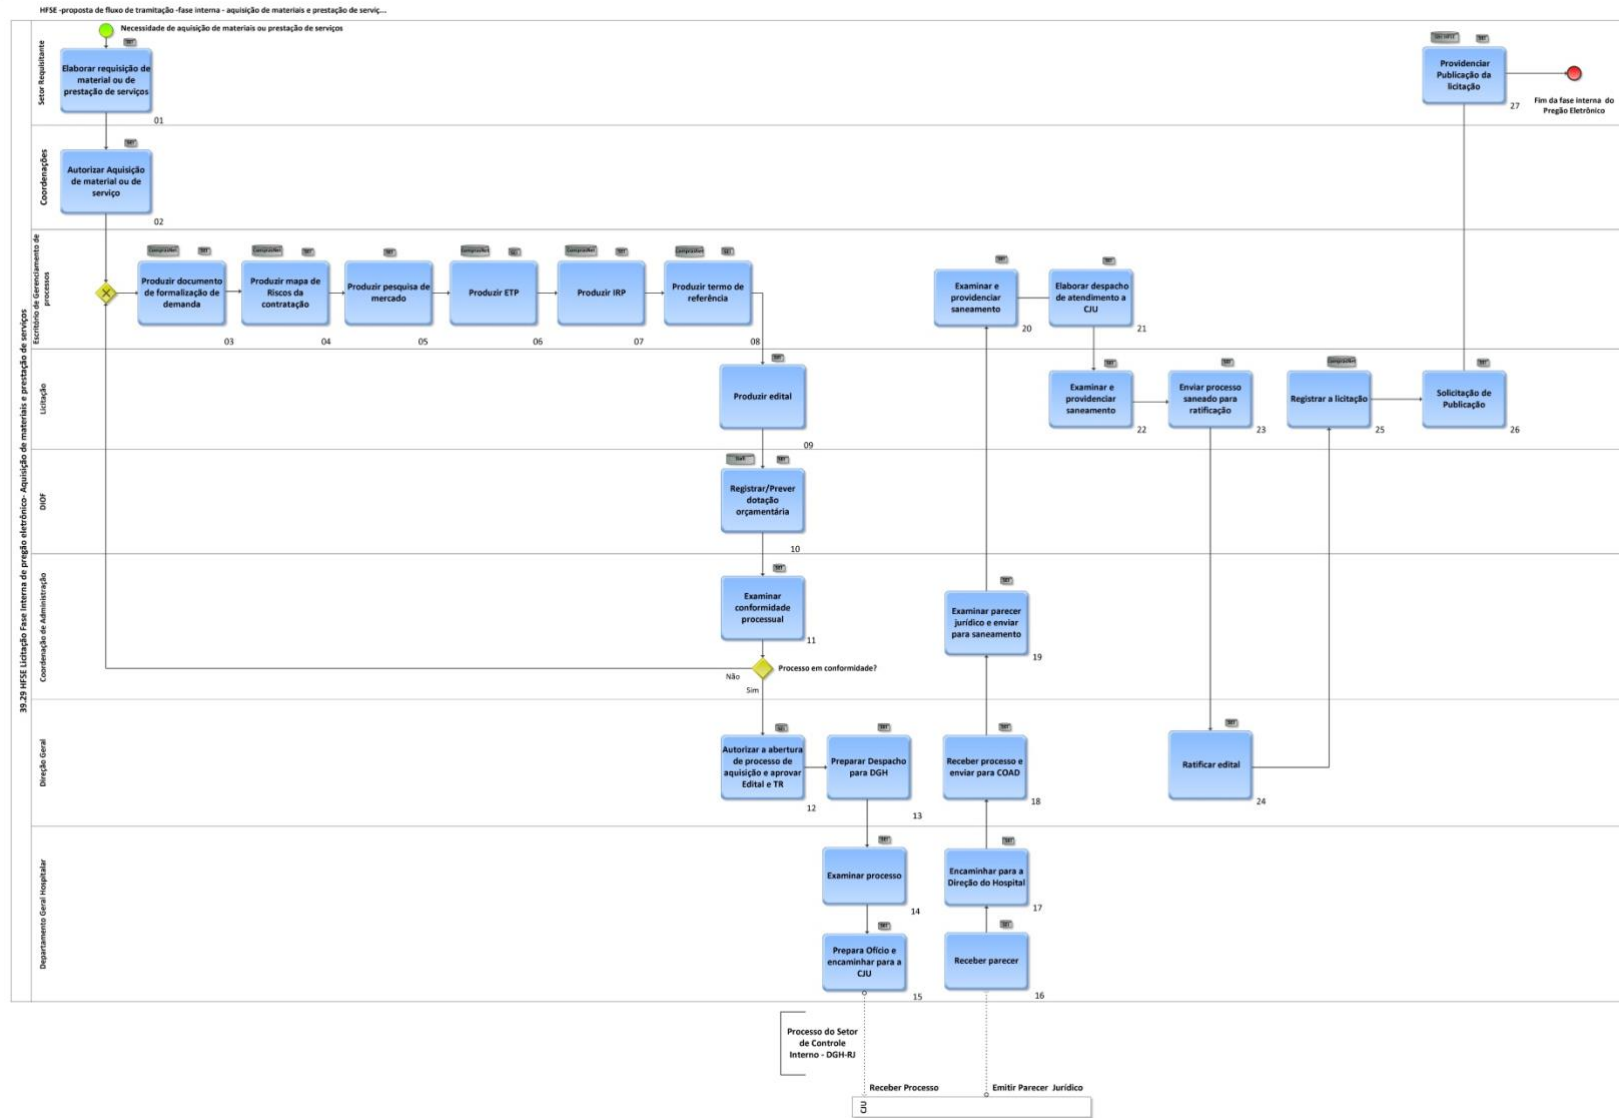 HFSE -proposta de fluxo de tramitação -fase interna - aquisição de materiais e prestação de serviç...
39.29 HFSE Licitação Fase Interna de pregão eletrônico- Aquisição de materiais e prestação de serviços
Setor Requisitante
Necessidade de aquisição de materiais ou prestação de serviços
Elaborar requisição de
material ou de
prestação de serviços
01
Providenciar
Publicação da
licitação
27
Fim da fase Interna do
Pregão Eletrônico
Coordenações
Autorizar Aquisição
de material ou de
serviço
02
Escritório de Gerenciamento de
processos
ComprasNet
Produzir documento
de formalização de
demanda
03
ComprasNet
Produzir mapa de
Riscos da
contratação
04
Produzir pesquisa de
mercado
05
ComprasNet
Produzir ETP
06
ComprasNet
Produzir IRP
07
ComprasNet
Produzir termo de
referência
08
Examinar e
providenciar
saneamento
20
Elaborar despacho
de atendimento a
CJU
21
Licitação
Produzir edital
09
Examinar e
providenciar
saneamento
22
Enviar processo
saneado para
ratificação
23
ComprasNet
Registrar a licitação
25
Solicitação de
Publicação
26
DIOF
Registrar/Prever
dotação
orçamentária
10
Coordenação de Administração
Examinar
conformidade
processual
11
Processo em conformidade?
Não
Sim
Examinar parecer
jurídico e enviar
para saneamento
19
Direção Geral
Autorizar a abertura
de processo de
aquisição e aprovar
Edital e TR
12
Preparar Despacho
para DGH
13
Receber processo e
enviar para COAD
18
Ratificar edital
24
Departamento Geral Hospitalar
Examinar processo
14
Prepara Ofício e
encaminhar para a
CJU
15
Encaminhar para a
Direção do Hospital
17
Receber parecer
16
Processo do Setor
de Controle
Interno - DGH-RJ
Receber Processo
Emitir Parecer Jurídico
CJU